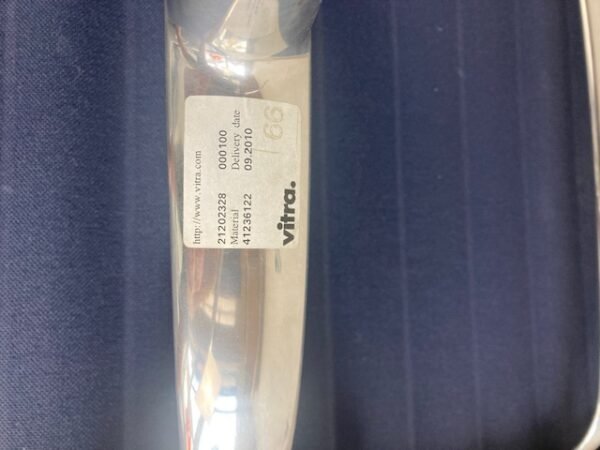 http://www.vitra.com
21202328 000100
Material Delivery date
41236122 09.2010
vitra.
/66